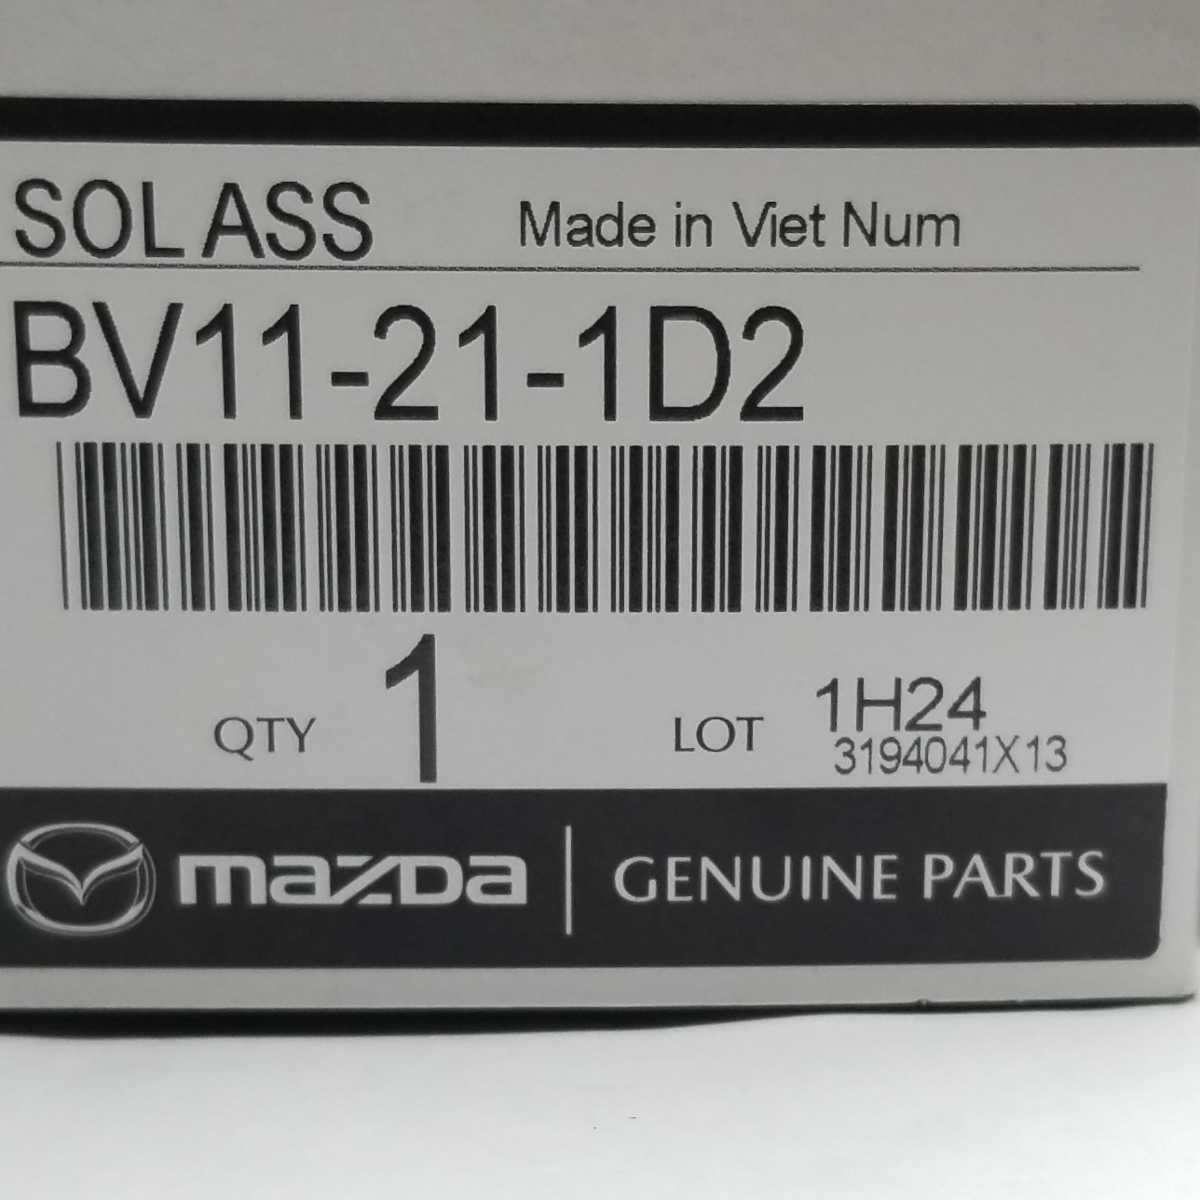 SOL ASS Made in Viet Num
BV11-21-1D2
QTY 1 LOT 1H24
3194041X13
mazda GENUINE PARTS